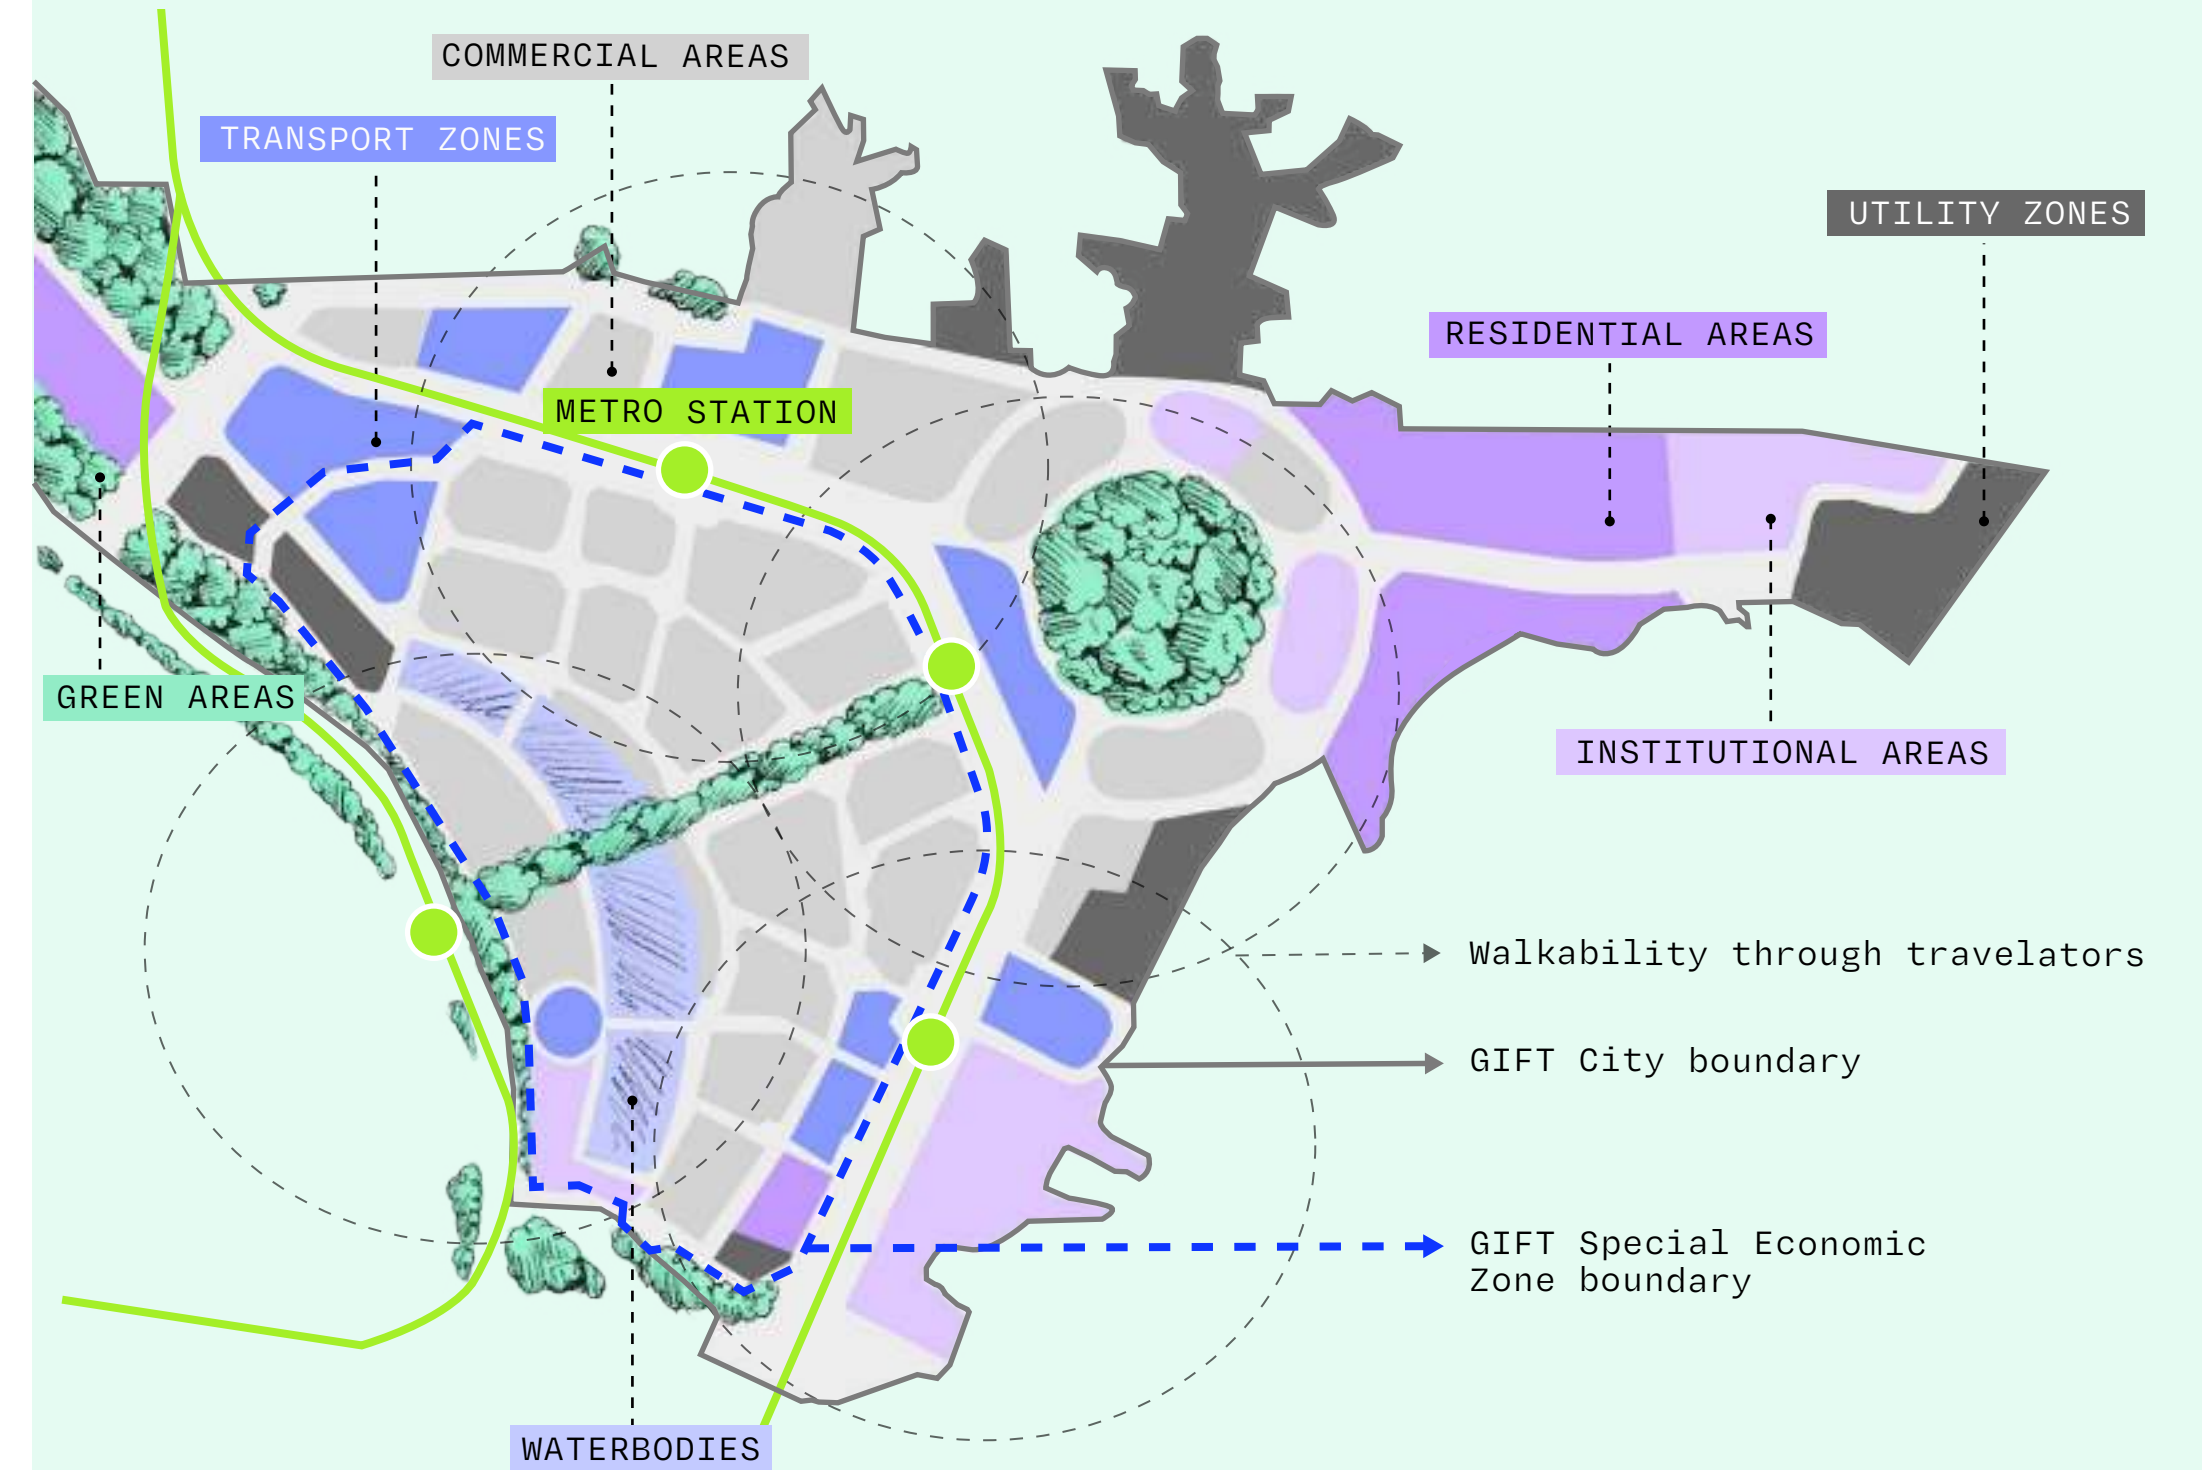 COMMERCIAL AREAS
TRANSPORT ZONES
UTILITY ZONES
RESIDENTIAL AREAS
METRO STATION
GREEN AREAS
INSTITUTIONAL AREAS
Walkability through travelators
GIFT City boundary
GIFT Special Economic
Zone boundary
WATERBODIES